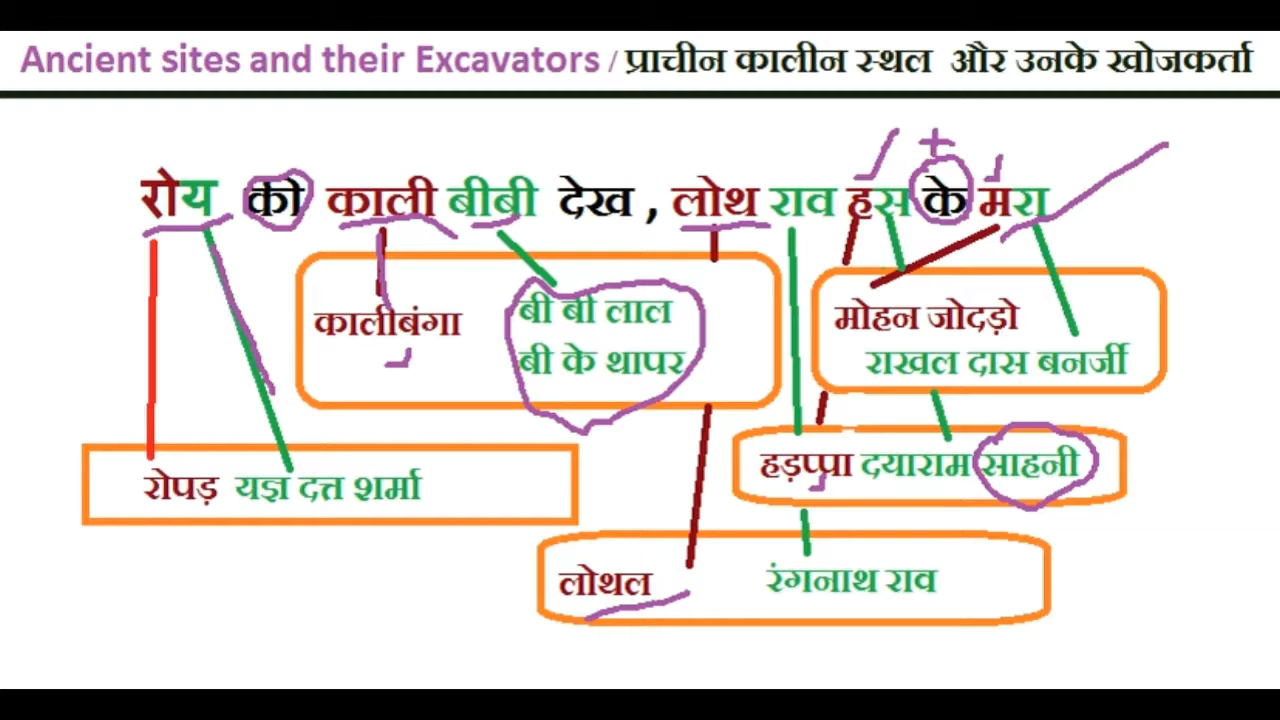 Ancient sites and their Excavators / प्राचीन कालीन स्थल और उनके खोजकर्ता
रोय को काली बीबी देख , लोथ राव हस के मरा
कालीबंगा
बी बी लाल
बी के थापर
मोहन जोदड़ो
राखल दास बनर्जी
हड़प्पा दयाराम साहनी
रोपड़ यज्ञ दत्त शर्मा
लोथल रंगनाथ राव